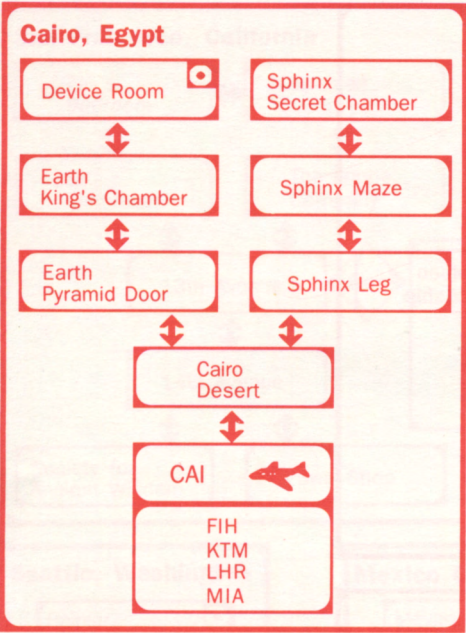 Cairo, Egypt
Device Room
Sphinx
Secret Chamber
Earth
King's Chamber
Sphinx Maze
Earth
Pyramid Door
Sphinx Leg
Cairo
Desert
CAI
FIH
KTM
LHR
MIA